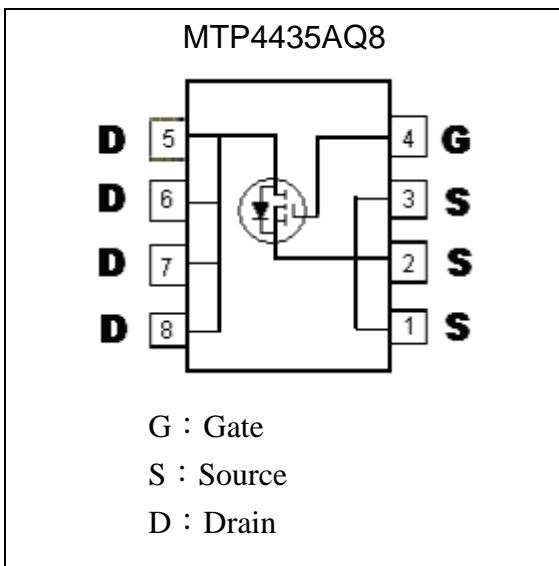 MTP4435AQ8
D 5 4 G
D 6 3 S
D 7 2 S
D 8 1 S
G：Gate
S：Source
D：Drain